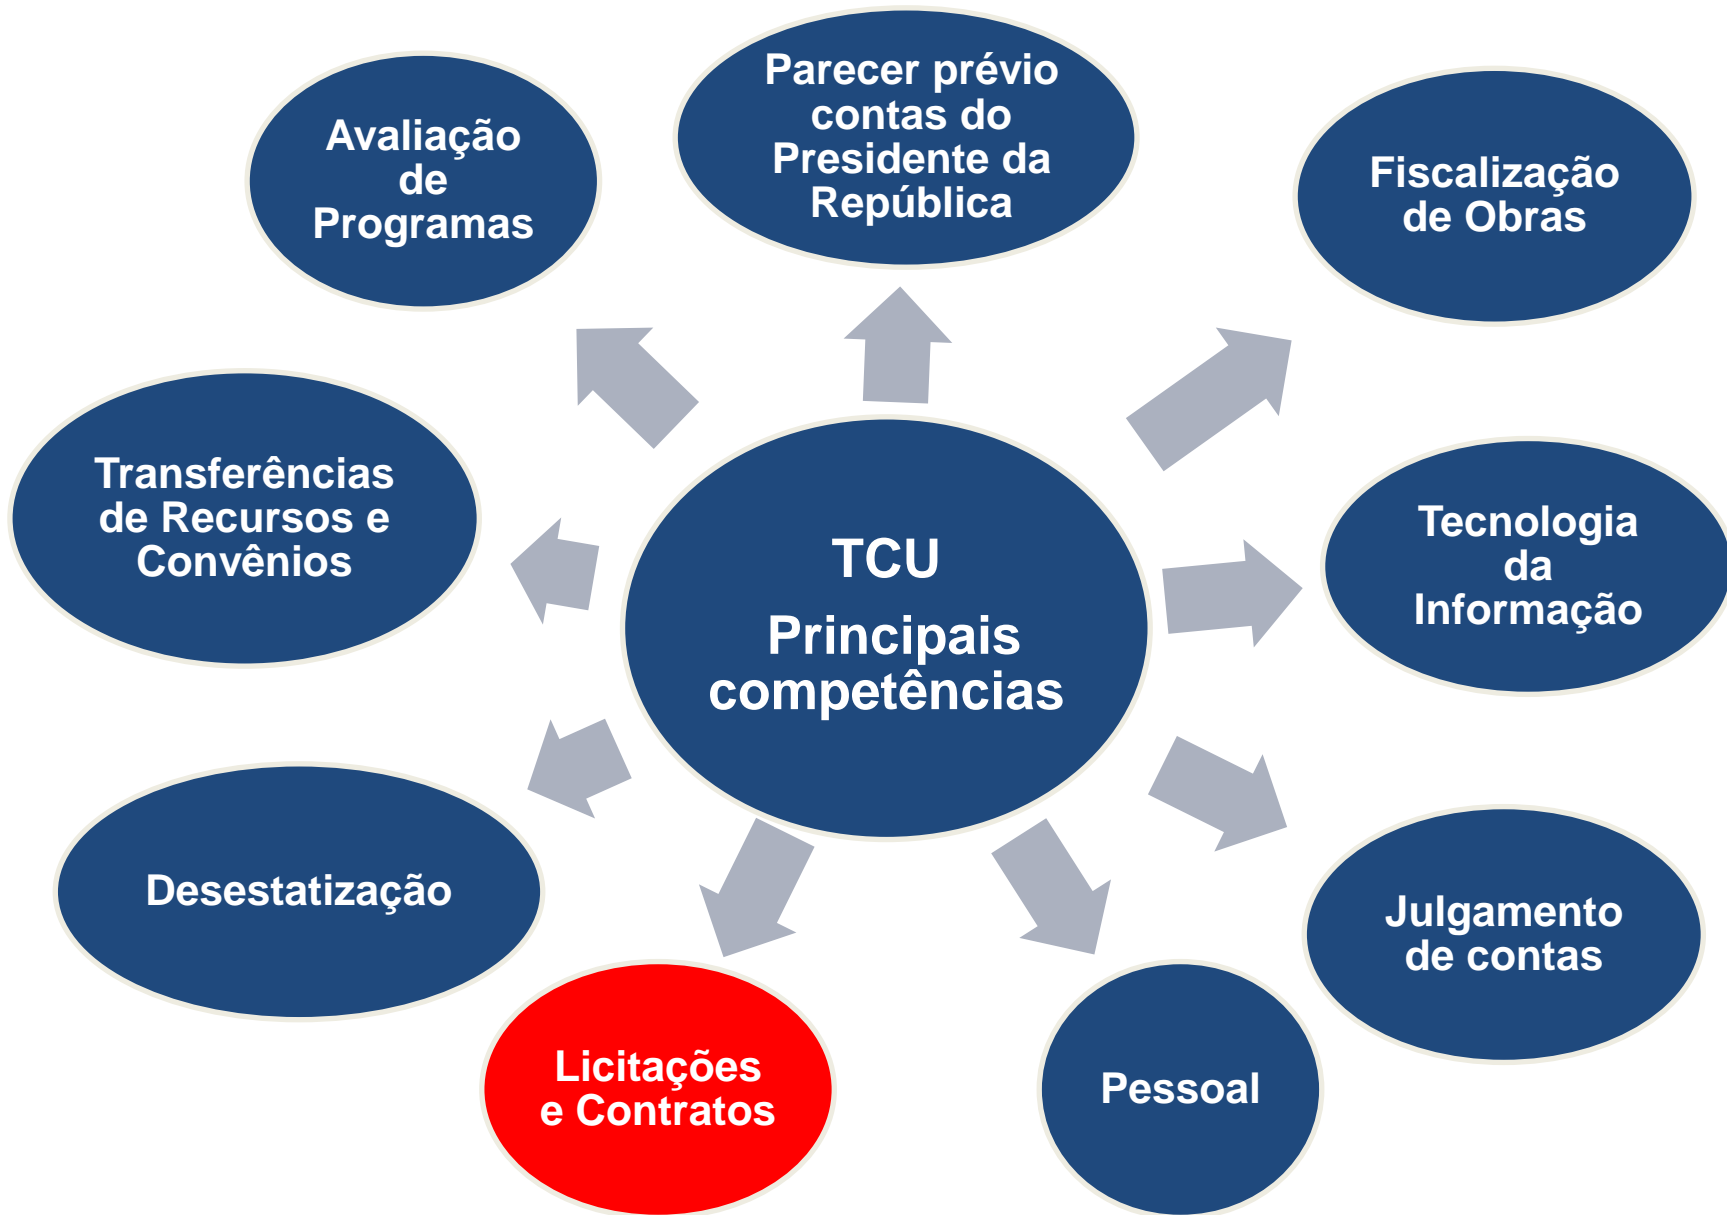 Parecer prévio
contas do
Presidente da
República
Avaliação
de
Programas
Fiscalização
de Obras
Transferências
de Recursos e
Convênios
TCU
Principais
competências
Tecnologia
da
Informação
Desestatização
Julgamento
de contas
Licitações
e Contratos
Pessoal